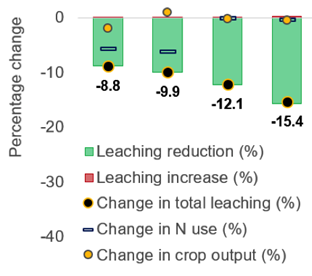 Percentage change
0
-10
-20
-30
-40
-8.8
-9.9
-12.1
-15.4
Leaching reduction (%)
Leaching increase (%)
Change in total leaching (%)
Change in N use (%)
Change in crop output (%)